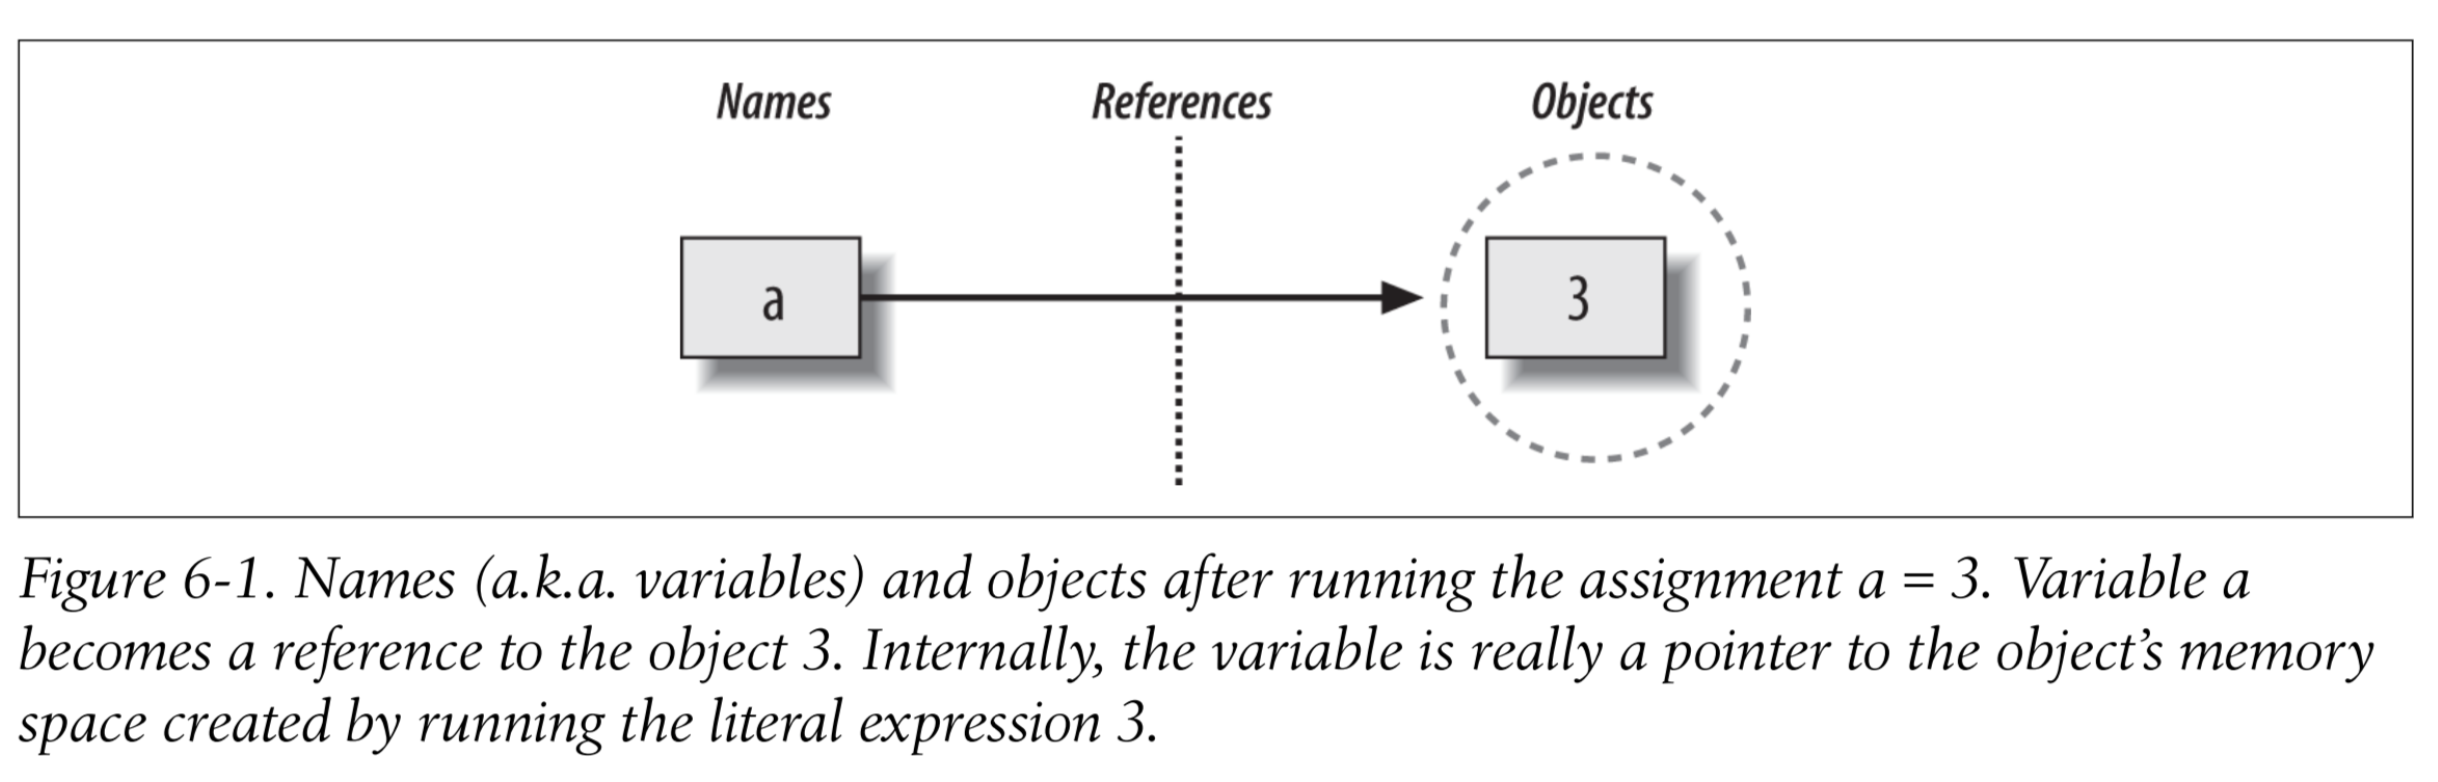 Names References Objects
a 3
Figure 6-1. Names (a.k.a. variables) and objects after running the assignment a = 3. Variable a
becomes a reference to the object 3. Internally, the variable is really a pointer to the object’s memory
space created by running the literal expression 3.